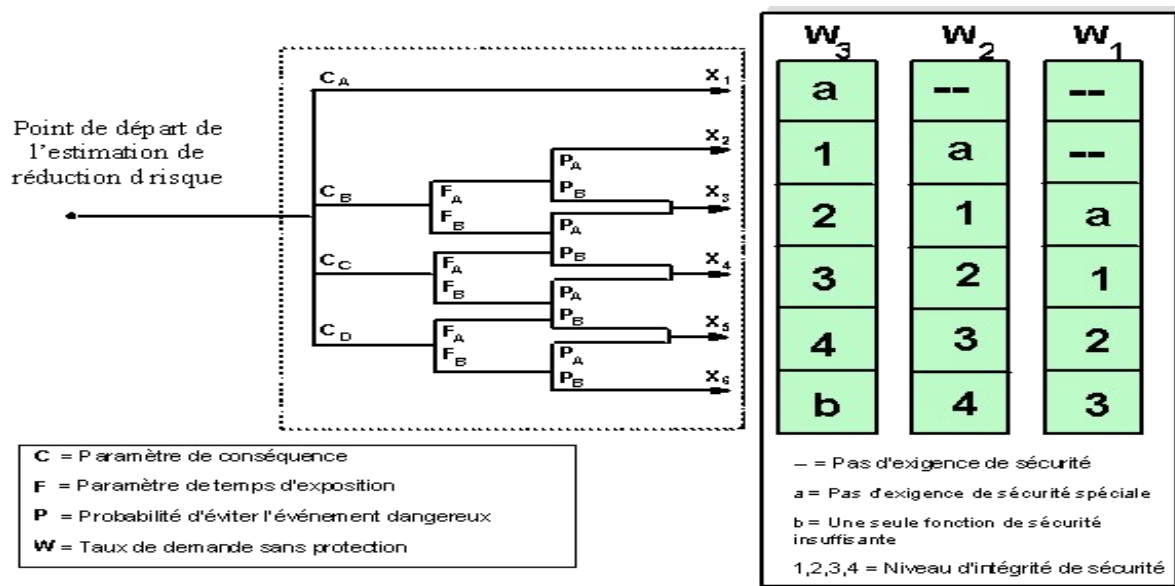 W3 W2 W1
CA X1 a -- --
Point de départ de
l'estimation de
réduction d risque
X2
PA 1 a --
CB FA PB X3
FB PA 2 1 a
CC FA PB X4
FB PA 3 2 1
PB X5
CD FA 4 3 2
FB PA X6
PB b 4 3
C = Paramètre de conséquence
F = Paramètre de temps d'exposition
P = Probabilité d'éviter l'événement dangereux
W = Taux de demande sans protection
-- = Pas d'exigence de sécurité
a = Pas d'exigence de sécurité spéciale
b = Une seule fonction de sécurité
insuffisante
1,2,3,4 = Niveau d'intégrité de sécurité